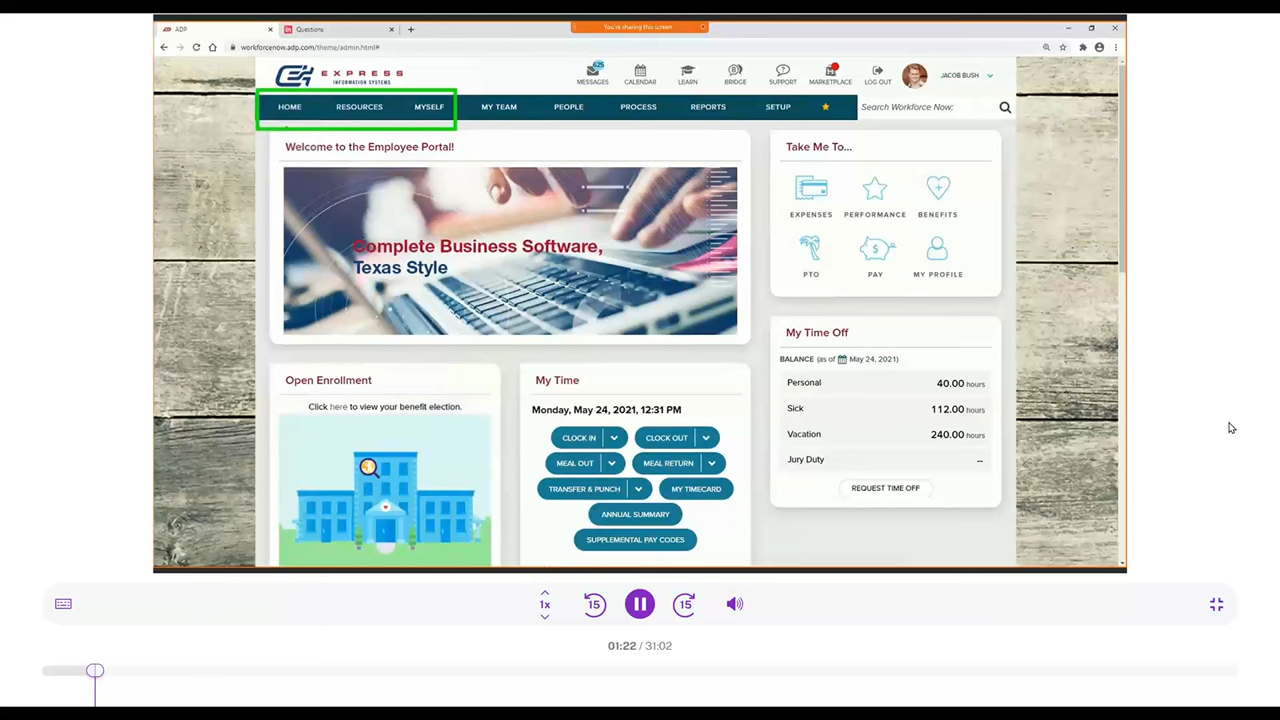 ADP
Questions
You're sharing this screen
workforcenow.adp.com/theme/admin.html#
EXPRESS
INFORMATION SYSTEMS
625
MESSAGES
CALENDAR
LEARN
BRIDGE
SUPPORT
MARKETPLACE
LOG OUT
JACOB BUSH
HOME RESOURCES MYSELF MY TEAM PEOPLE PROCESS REPORTS SETUP
Search Workforce Now:
Welcome to the Employee Portal!
Complete Business Software,
Texas Style
Take Me To...
EXPENSES PERFORMANCE BENEFITS
PTO PAY MY PROFILE
My Time Off
BALANCE (as of May 24, 2021)
Personal 40.00 hours
Sick 112.00 hours
Vacation 240.00 hours
Jury Duty --
REQUEST TIME OFF
Open Enrollment
Click here to view your benefit election.
My Time
Monday, May 24, 2021, 12:31 PM
CLOCK IN CLOCK OUT
MEAL OUT MEAL RETURN
TRANSFER & PUNCH MY TIMECARD
ANNUAL SUMMARY
SUPPLEMENTAL PAY CODES
1x 15 15
01:22 / 31:02